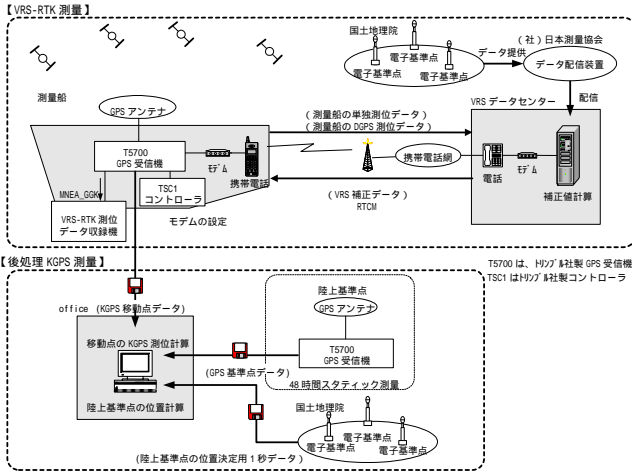 【VRS-RTK 測量】
国土地理院
電子基準点
電子基準点
電子基準点
データ提供
(社)日本測量協会
データ配信装置
測量船
GPS アンテナ
(測量船の単独測位データ)
(測量船の DGPS 測位データ)
VRS データセンター
配信
T5700
GPS 受信機
モデム
携帯電話
携帯電話網
電話
モデム
補正値計算
MNEA_GGK
TSC1
コントローラ
(VRS 補正データ)
RTCM
VRS-RTK 測位
データ収録機
モデムの設定
【後処理 KGPS 測量】
T5700 は、トリンブル社製 GPS 受信機
TSC1 はトリンブル社製コントローラ
office (KGPS 移動点データ)
陸上基準点
GPS アンテナ
移動点の KGPS 測位計算
T5700
GPS 受信機
(GPS 基準点データ)
48 時間スタティック測量
陸上基準点の位置計算
国土地理院
電子基準点
電子基準点
電子基準点
(陸上基準点の位置決定用 1 秒データ)